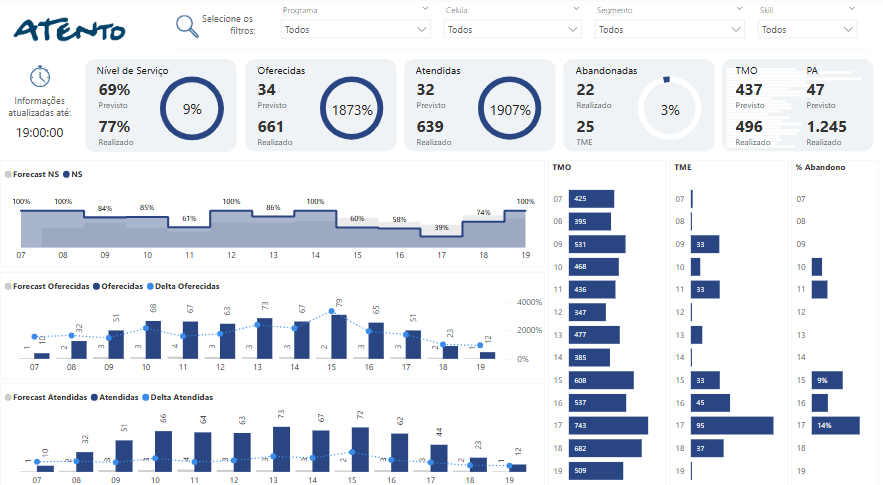 ATENTO
Selecione os
filtros:
Programa
Todos
Celula
Todos
Segmento
Todos
Skill
Todos
Informações
atualizadas até:
19:00:00
Nível de Serviço
69%
Previsto
77%
Realizado
9%
Oferecidas
34
Previsto
661
Realizado
1873%
Atendidas
32
Previsto
639
Realizado
1907%
Abandonadas
22
Realizado
25
TME
3%
TMO
437
Previsto
496
Realizado
PA
47
Previsto
1.245
Realizado
Forecast NS NS
100% 100% 84% 85% 61% 100% 86% 100% 60% 58% 39% 74% 100%
07 08 09 10 11 12 13 14 15 16 17 18 19
Forecast Oferecidas Oferecidas Delta Oferecidas
1 10 2 32 3 51 3 68 4 67 3 63 3 73 3 67 2 79 3 65 3 51 2 23 1 12
4000%
2000%
0%
07 08 09 10 11 12 13 14 15 16 17 18 19
Forecast Atendidas Atendidas Delta Atendidas
1 10 2 32 3 51 3 66 4 64 3 63 3 73 3 67 2 72 3 62 3 44 2 23 1 12
07 08 09 10 11 12 13 14 15 16 17 18 19
TMO
07 425
08 395
09 531
10 468
11 436
12 347
13 477
14 385
15 608
16 537
17 743
18 682
19 509
TME
07
08
09 33
10
11 33
12
13
14
15 33
16 45
17 95
18 37
19
% Abandono
07
08
09
10
11
12
13
14
15 9%
16
17 14%
18
19